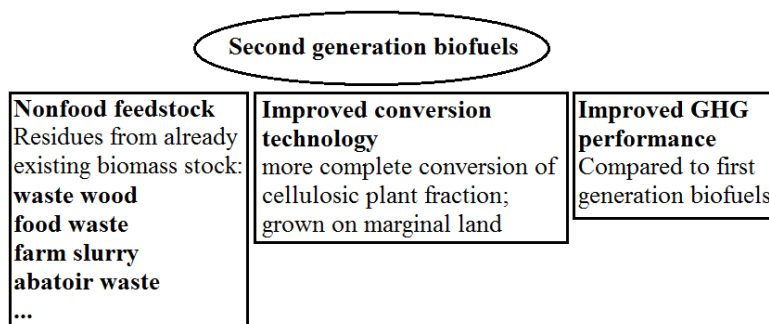 Second generation biofuels
Nonfood feedstock
Residues from already
existing biomass stock:
waste wood
food waste
farm slurry
abatoir waste
...
Improved conversion
technology
more complete conversion of
cellulosic plant fraction;
grown on marginal land
Improved GHG
performance
Compared to first
generation biofuels